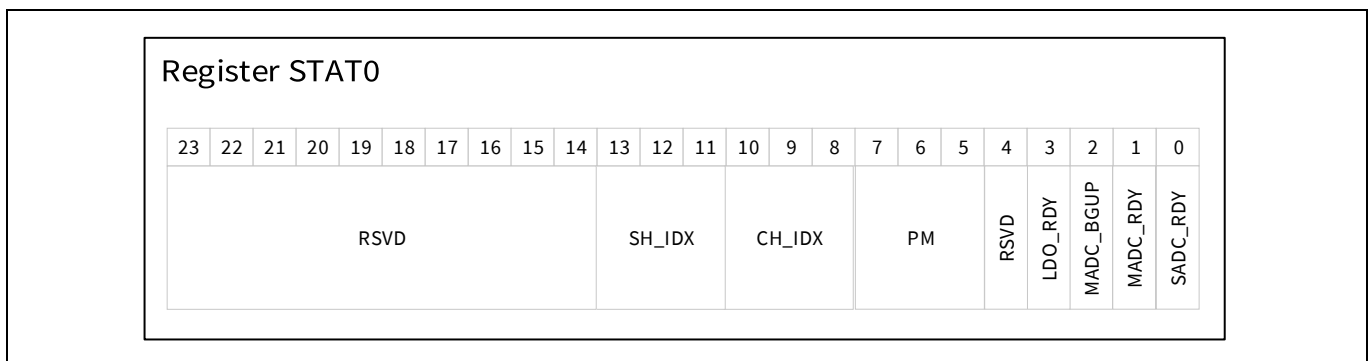 Register STAT0
23 22 21 20 19 18 17 16 15 14 13 12 11 10 9 8 7 6 5 4 3 2 1 0
RSVD SH_IDX CH_IDX PM RSVD LDO_RDY MADC_BGUP MADC_RDY SADC_RDY